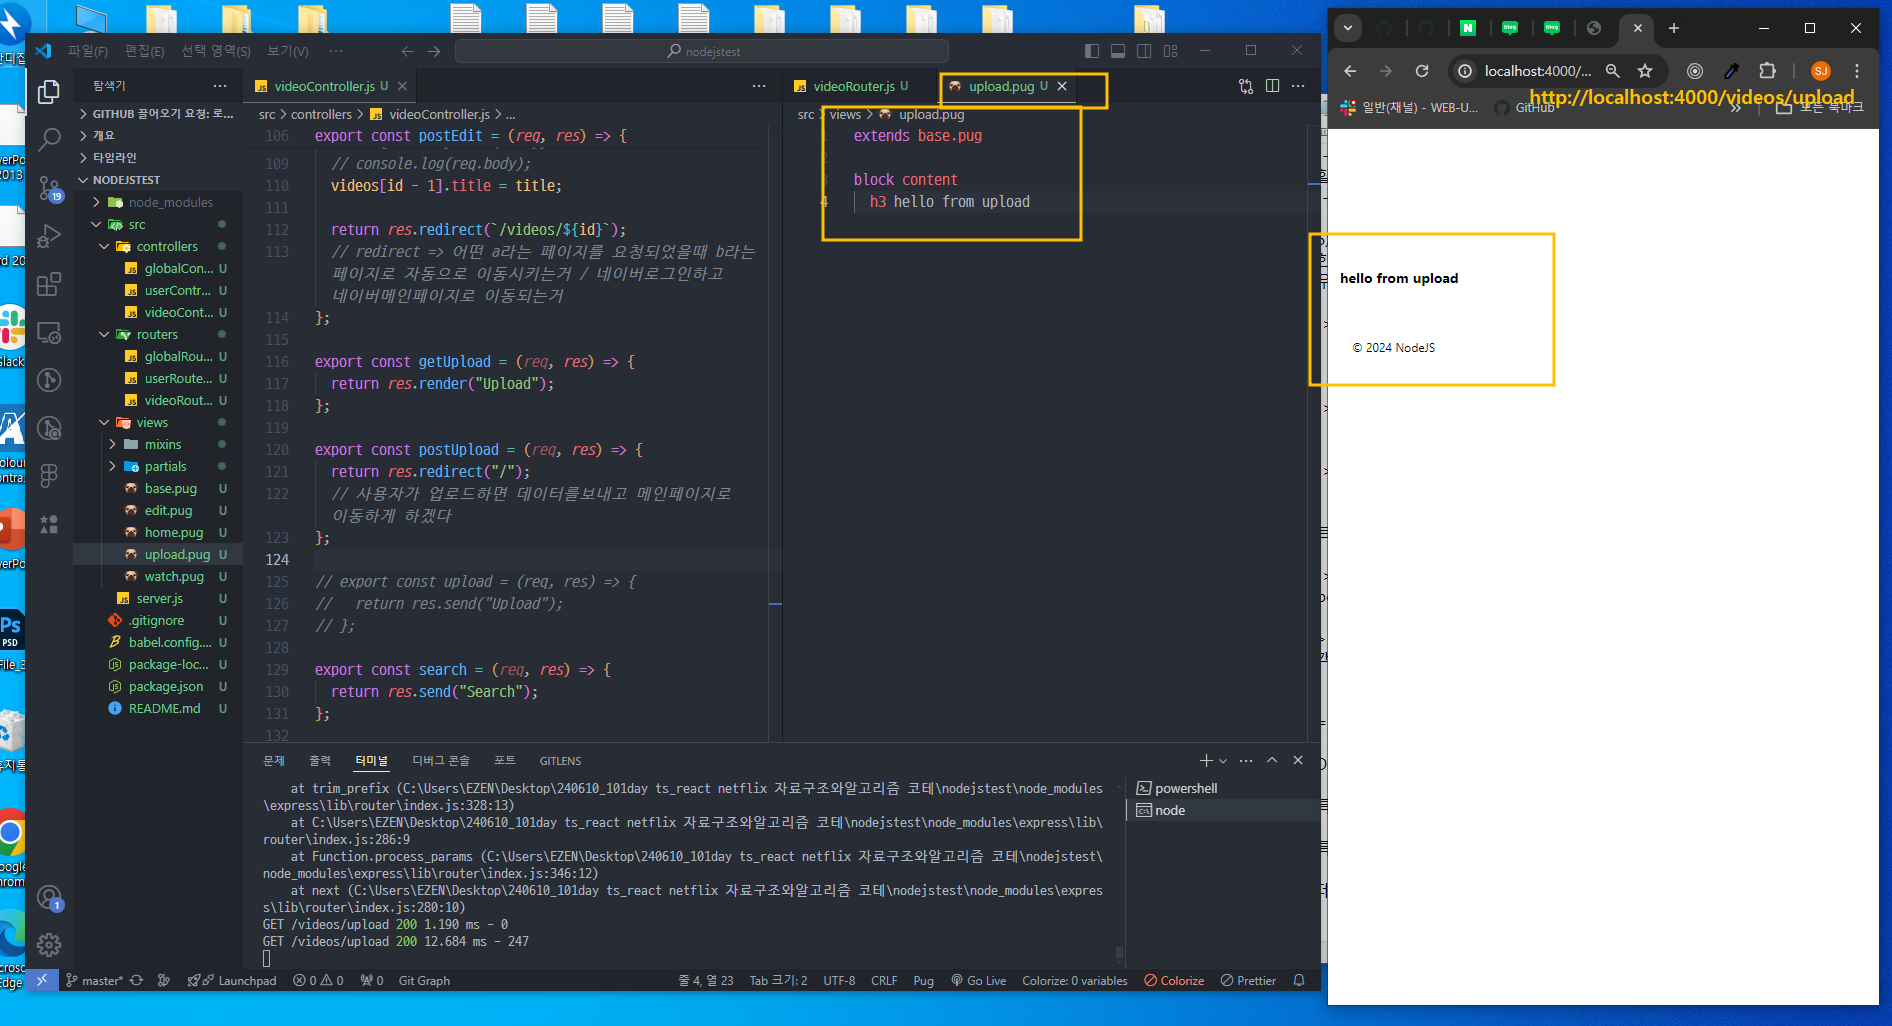 파일(F) 편집(E) 선택 영역(S) 보기(V) ··· nodejstest
탐색기
GITHUB 끌어오기 요청: 로...
개요
타임라인
NODEJSTEST
node_modules
src
controllers
globalCon... U
userContr... U
videoCont... U
routers
globalRou... U
userRoute... U
videoRout... U
views
mixins
partials
base.pug U
edit.pug U
home.pug U
upload.pug U
watch.pug U
server.js U
.gitignore U
babel.config.... U
package-loc... U
package.json U
README.md U
19
1
videoController.js U
src > controllers > videoController.js > ...
106 export const postEdit = (req, res) => {
109 // console.log(req.body);
110 videos[id - 1].title = title;
111
112 return res.redirect(`/videos/${id}`);
113 // redirect => 어떤 a라는 페이지를 요청되었을때 b라는
페이지로 자동으로 이동시키는거 / 네이버로그인하고
네이버메인페이지로 이동되는거
114 };
115
116 export const getUpload = (req, res) => {
117 return res.render("Upload");
118 };
119
120 export const postUpload = (req, res) => {
121 return res.redirect("/");
122 // 사용자가 업로드하면 데이터를보내고 메인페이지로
이동하게 하겠다
123 };
124
125 // export const upload = (req, res) => {
126 //   return res.send("Upload");
127 // };
128
129 export const search = (req, res) => {
130 return res.send("Search");
131 };
132
videoRouter.js U upload.pug U
src > views > upload.pug
extends base.pug
block content
4 h3 hello from upload
문제 출력 터미널 디버그 콘솔 포트 GITLENS
at trim_prefix (C:\Users\EZEN\Desktop\240610_101day ts_react netflix 자료구조와알고리즘 코테\nodejstest\node_modules
\express\lib\router\index.js:328:13)
at C:\Users\EZEN\Desktop\240610_101day ts_react netflix 자료구조와알고리즘 코테\nodejstest\node_modules\express\lib\
router\index.js:286:9
at Function.process_params (C:\Users\EZEN\Desktop\240610_101day ts_react netflix 자료구조와알고리즘 코테\nodejstest\
node_modules\express\lib\router\index.js:346:12)
at next (C:\Users\EZEN\Desktop\240610_101day ts_react netflix 자료구조와알고리즘 코테\nodejstest\node_modules\expres
s\lib\router\index.js:280:10)
GET /videos/upload 200 1.190 ms - 0
GET /videos/upload 200 12.684 ms - 247
powershell
node
master* Launchpad 0 0 0 Git Graph
줄 4, 열 23 Tab 크기: 2 UTF-8 CRLF Pug Go Live Colorize: 0 variables Colorize Prettier
localhost:4000/... SJ
http://localhost:4000/videos/upload
일반(채널) - WEB-U... GitHub 모든 북마크
hello from upload
© 2024 NodeJS